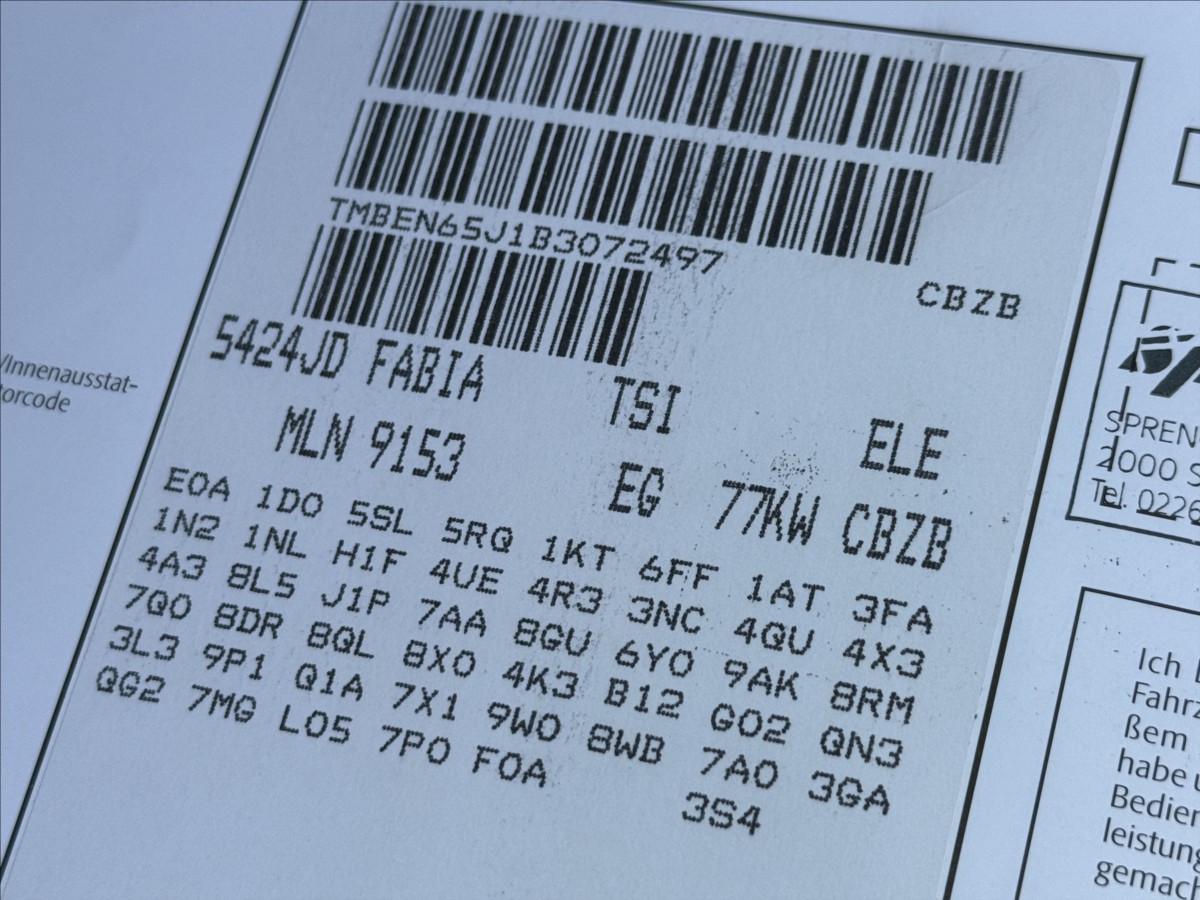 TMBEN65J1B3072497
CBZB
5424JD FABIA TSI ELE
MLN 9153 EG 77KW CBZB
E0A 1D0 5SL 5RQ 1KT 6FF 1AT 3FA
1N2 1NL H1F 4UE 4R3 3NC 4QU 4X3
4A3 8L5 J1P 7AA 8GU 6Y0 9AK 8RM
7Q0 8DR 8QL 8X0 4K3 B12 G02 QN3
3L3 9P1 Q1A 7X1 9W0 8WB 7A0 3GA
QG2 7MG L05 7P0 F0A 3S4
/Innenausstat-
torcode
SPREN
2000 S
Tel. 0226
Ich
Fahrz
ßem
habe u
Bedien
leistung
gemach